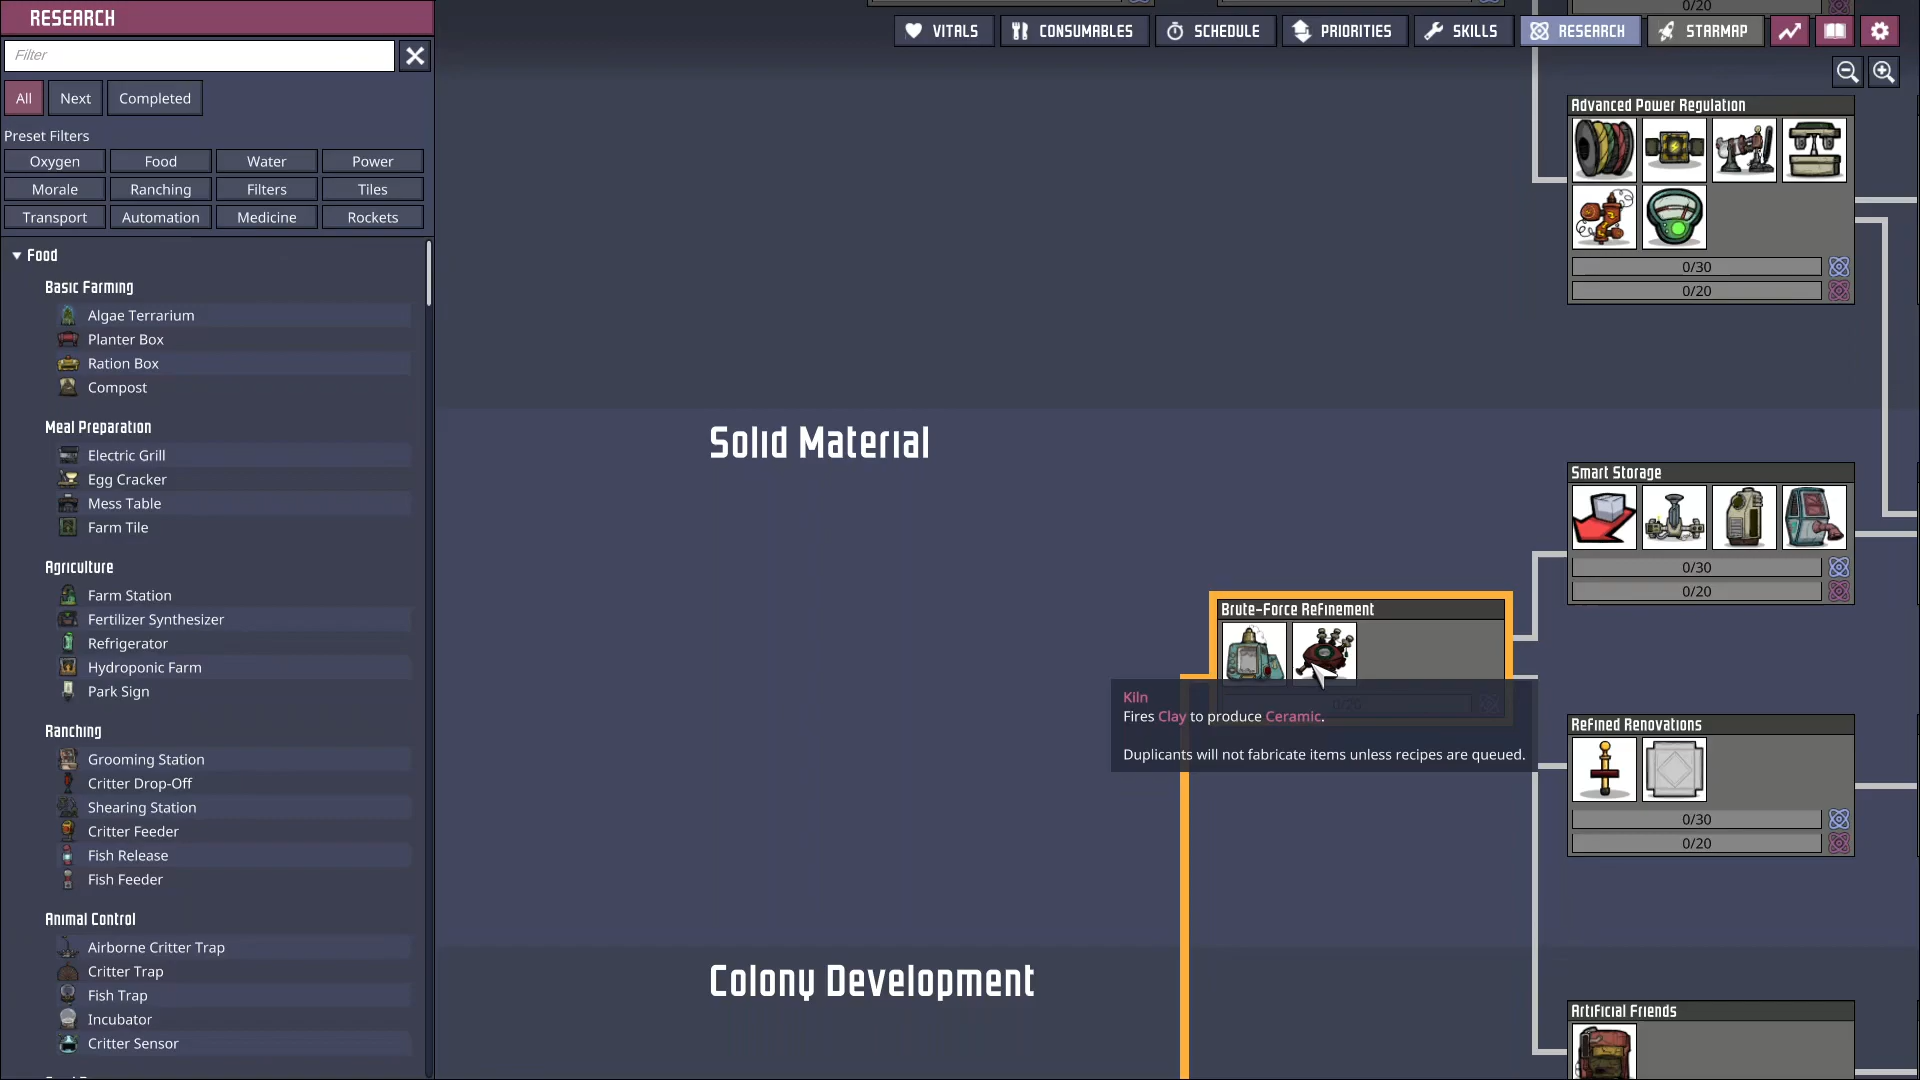 RESEARCH
Filter
All
Next
Completed
Preset Filters
Oxygen
Food
Water
Power
Morale
Ranching
Filters
Tiles
Transport
Automation
Medicine
Rockets
Food
Basic Farming
Algae Terrarium
Planter Box
Ration Box
Compost
Meal Preparation
Electric Grill
Egg Cracker
Mess Table
Farm Tile
Agriculture
Farm Station
Fertilizer Synthesizer
Refrigerator
Hydroponic Farm
Park Sign
Ranching
Grooming Station
Critter Drop-Off
Shearing Station
Critter Feeder
Fish Release
Fish Feeder
Animal Control
Airborne Critter Trap
Critter Trap
Fish Trap
Incubator
Critter Sensor
VITALS
CONSUMABLES
SCHEDULE
PRIORITIES
SKILLS
RESEARCH
STARMAP
0/20
Advanced Power Regulation
0/30
0/20
Solid Material
Smart Storage
0/30
0/20
Brute-Force Refinement
Kiln
Fires Clay to produce Ceramic.
Duplicants will not fabricate items unless recipes are queued.
Refined Renovations
0/30
0/20
Colony Development
Artificial Friends